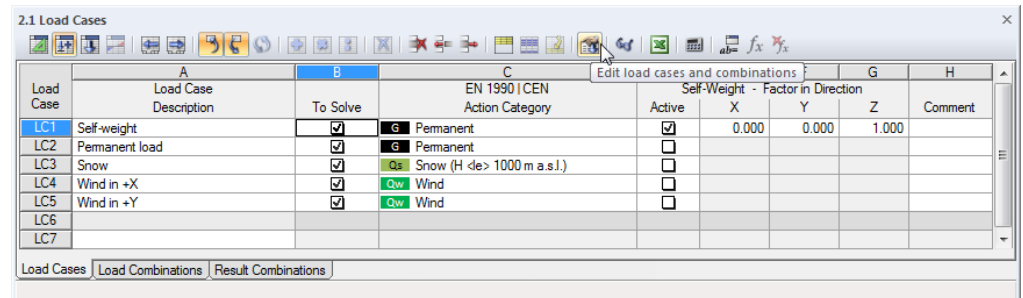 2.1 Load Cases
Edit load cases and combinations
A B C G H
Load Case
Load Case Description
To Solve
EN 1990 | CEN Action Category
Self-Weight - Factor in Direction
Active X Y Z
Comment
LC1 Self-weight G Permanent 0.000 0.000 1.000
LC2 Permanent load G Permanent
LC3 Snow Qs Snow (H <le> 1000 m a.s.l.)
LC4 Wind in +X Qw Wind
LC5 Wind in +Y Qw Wind
LC6
LC7
Load Cases Load Combinations Result Combinations